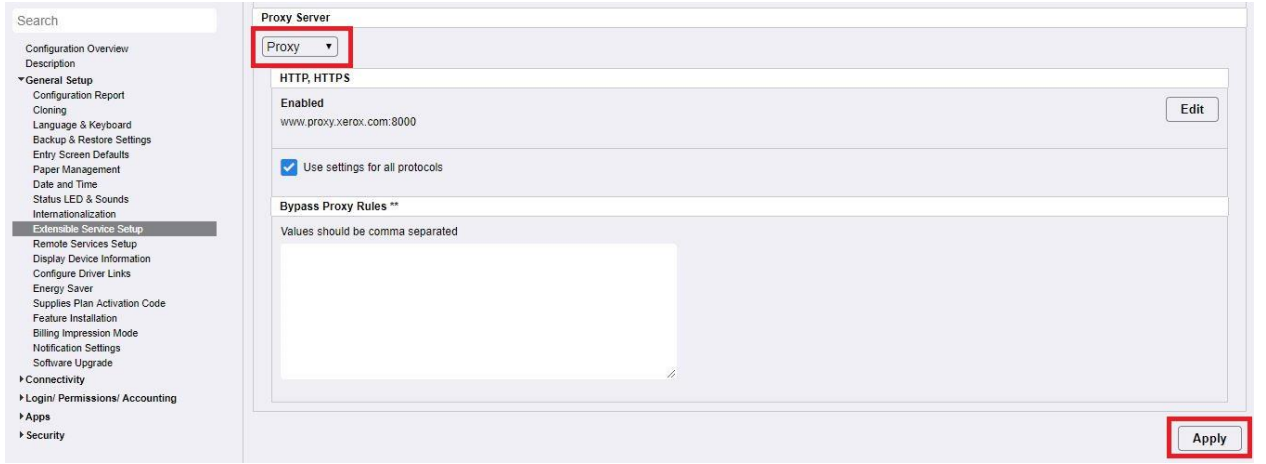 Search
Configuration Overview
Description
General Setup
Configuration Report
Cloning
Language & Keyboard
Backup & Restore Settings
Entry Screen Defaults
Paper Management
Date and Time
Status LED & Sounds
Internationalization
Extensible Service Setup
Remote Services Setup
Display Device Information
Configure Driver Links
Energy Saver
Supplies Plan Activation Code
Feature Installation
Billing Impression Mode
Notification Settings
Software Upgrade
Connectivity
Login/ Permissions/ Accounting
Apps
Security
Proxy Server
Proxy
HTTP, HTTPS
Enabled
www.proxy.xerox.com:8000
Edit
Use settings for all protocols
Bypass Proxy Rules **
Values should be comma separated
Apply